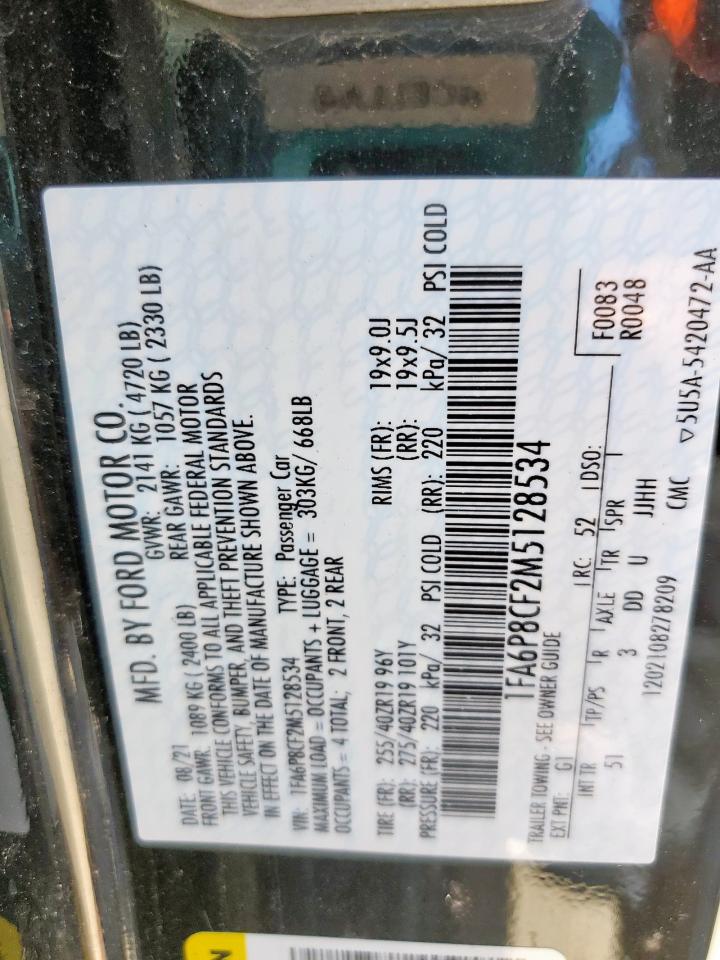 MFD. BY FORD MOTOR CO.
DATE: 08/21 GVWR: 2141 KG ( 4720 LB)
FRONT GAWR: 1089 KG ( 2400 LB) REAR GAWR: 1057 KG ( 2330 LB)
THIS VEHICLE CONFORMS TO ALL APPLICABLE FEDERAL MOTOR
VEHICLE SAFETY, BUMPER, AND THEFT PREVENTION STANDARDS
IN EFFECT ON THE DATE OF MANUFACTURE SHOWN ABOVE.
VIN: 1FA6P8CF2M5128534 TYPE: Passenger Car
MAXIMUM LOAD = OCCUPANTS + LUGGAGE = 303KG/ 668LB
OCCUPANTS = 4 TOTAL; 2 FRONT, 2 REAR
TIRE (FR): 255/40ZR19 96Y RIMS (FR): 19x9.0J
(RR): 275/40ZR19 101Y (RR): 19x9.5J
PRESSURE (FR): 220 kPa/ 32 PSI COLD (RR): 220 kPa/ 32 PSI COLD
1FA6P8CF2M5128534
TRAILER TOWING - SEE OWNER GUIDE
EXT PNT: G1 RC: 52 DSO:
INT TR TP/PS R AXLE TR SPR F0083
51 3 DD U JJHH R0048
1202108278209 CMC ▽5U5A-5420472-AA
N